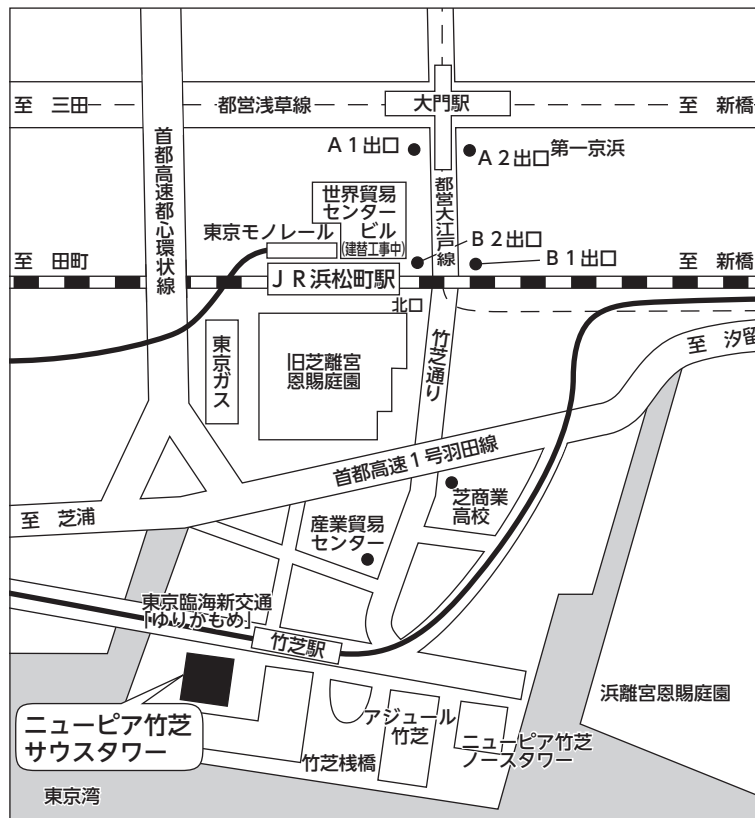 至　三田
都営浅草線
大門駅
至　新橋
A 1 出口
A 2 出口
第一京浜
首都高速都心環状線
世界貿易
センター
ビル
(建替工事中)
都営大江戸線
東京モノレール
B 2 出口
B 1 出口
至　田町
至　新橋
ＪＲ浜松町駅
北口
東京ガス
旧芝離宮
恩賜庭園
竹芝通り
至　汐留
首都高速１号羽田線
芝商業
高校
至　芝浦
産業貿易
センター
東京臨海新交通
「ゆりかもめ」
竹芝駅
浜離宮恩賜庭園
ニューピア竹芝
サウスタワー
アジュール
竹芝
ニューピア竹芝
ノースタワー
竹芝桟橋
東京湾